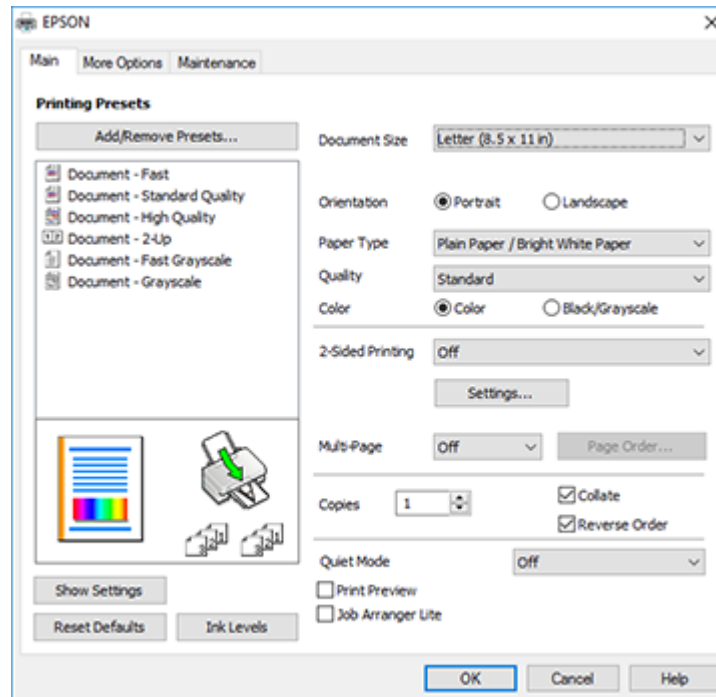 EPSON
Main More Options Maintenance
Printing Presets
Add/Remove Presets...
Document - Fast
Document - Standard Quality
Document - High Quality
Document - 2-Up
Document - Fast Grayscale
Document - Grayscale
Show Settings
Reset Defaults Ink Levels
Document Size Letter (8.5 x 11 in)
Orientation Portrait Landscape
Paper Type Plain Paper / Bright White Paper
Quality Standard
Color Color Black/Grayscale
2-Sided Printing Off
Settings...
Multi-Page Off Page Order...
Copies 1 Collate
Reverse Order
Quiet Mode Off
Print Preview
Job Arranger Lite
OK Cancel Help